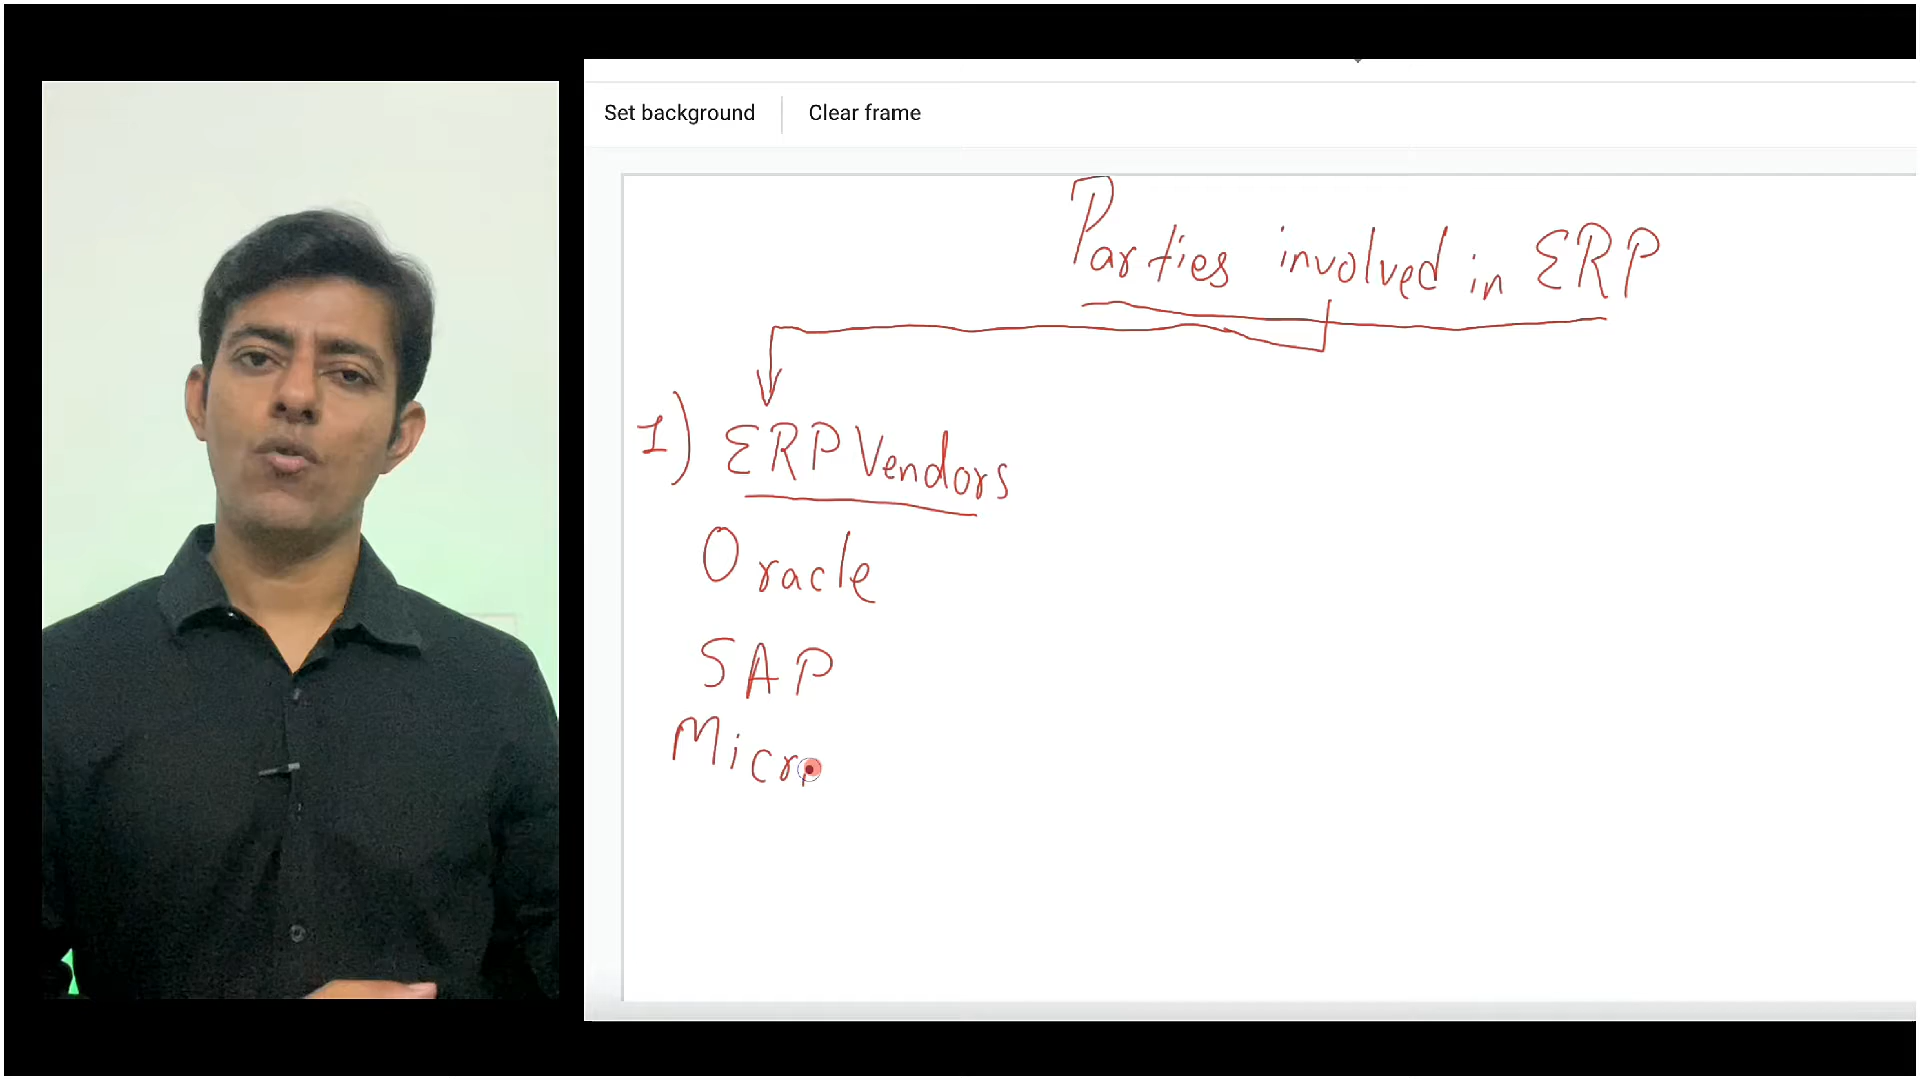 Set background Clear frame
Parties involved in ERP
1) ERP Vendors
Oracle
SAP
Micro